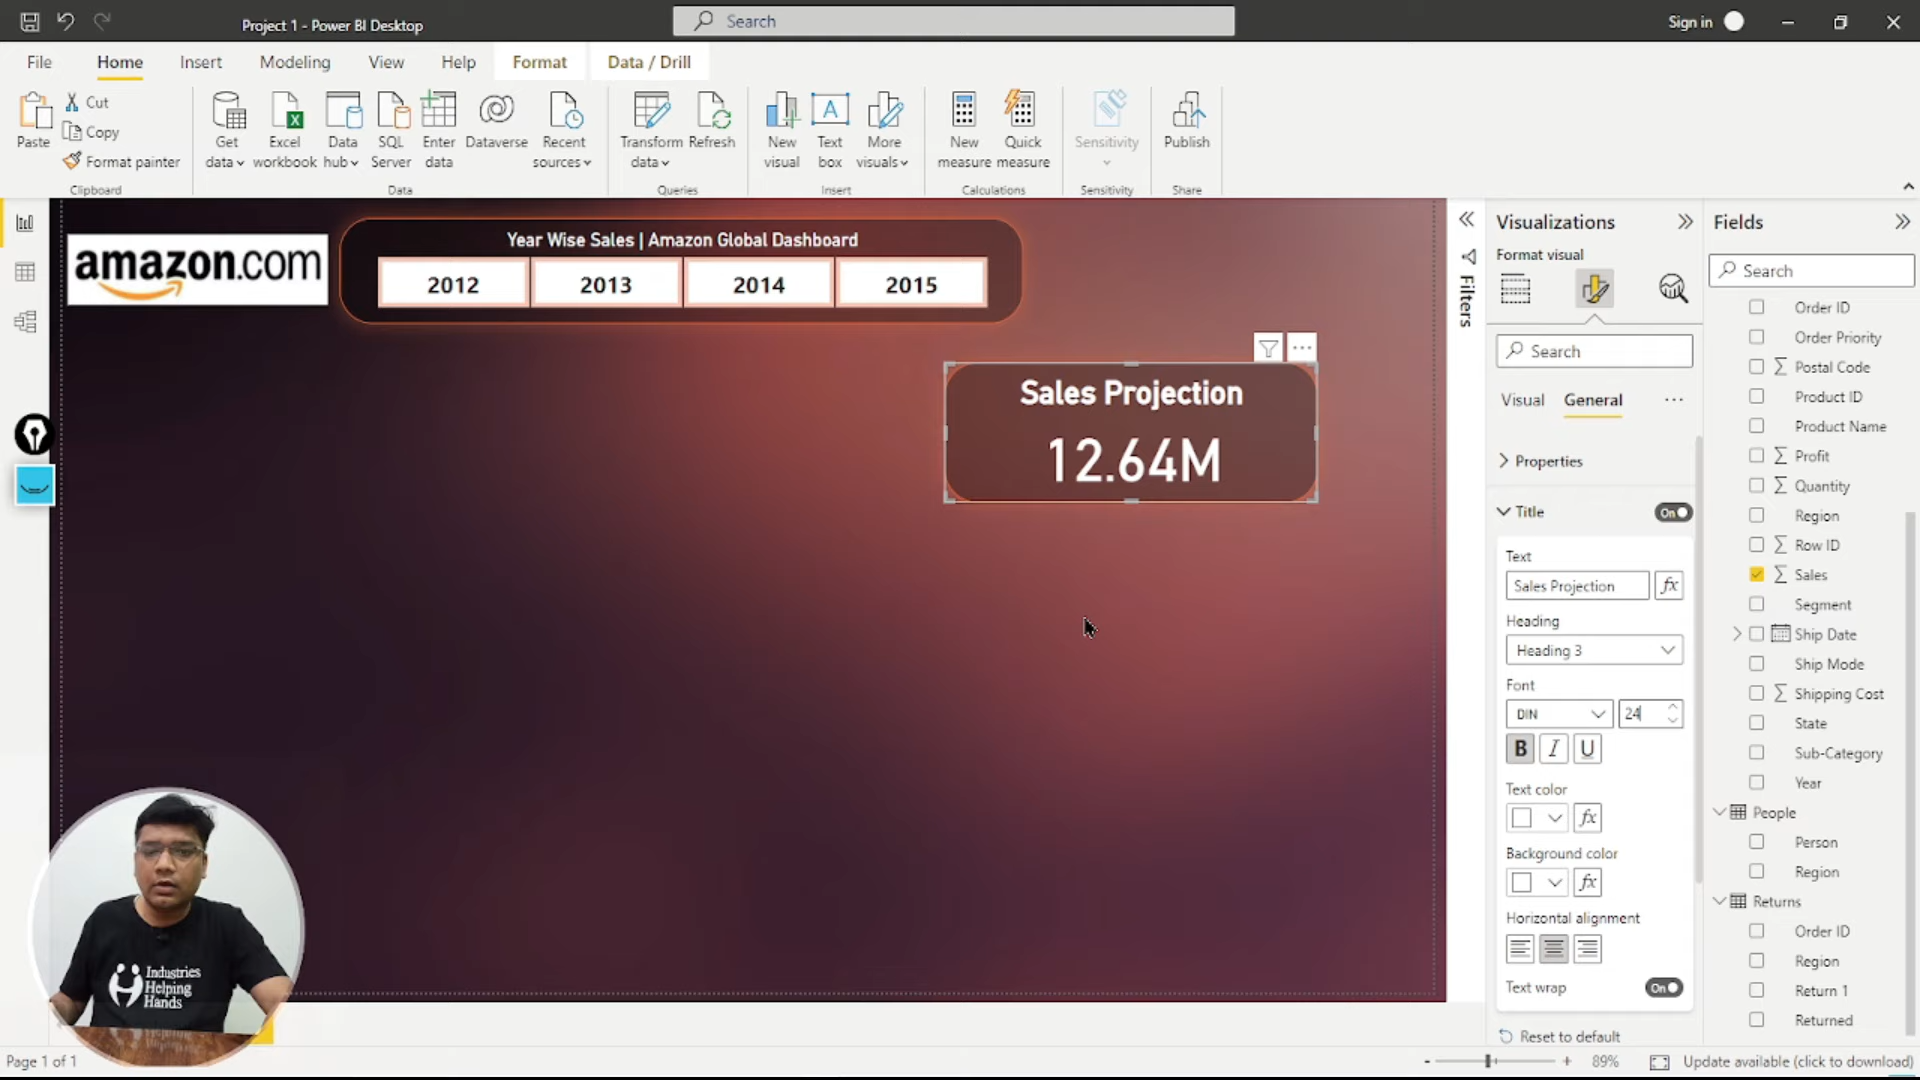 Project 1 - Power BI Desktop
Search
Sign in
File
Home
Insert
Modeling
View
Help
Format
Data / Drill
Paste
Cut
Copy
Format painter
Clipboard
Get data
Excel workbook
Data hub
SQL Server
Enter data
Dataverse
Recent sources
Data
Transform data
Refresh
Queries
New visual
A
Text box
More visuals
Insert
New measure
Quick measure
Calculations
Sensitivity
Sensitivity
Publish
Share
amazon.com
Year Wise Sales | Amazon Global Dashboard
2012
2013
2014
2015
Sales Projection
12.64M
Industries
Helping
Hands
Page 1 of 1
Filters
Visualizations
Format visual
Search
Visual
General
Properties
Title
On
Text
Sales Projection
fx
Heading
Heading 3
Font
DIN
24
B
I
U
Text color
fx
Background color
fx
Horizontal alignment
Text wrap
On
Reset to default
Fields
Search
Order ID
Order Priority
Σ Postal Code
Product ID
Product Name
Σ Profit
Σ Quantity
Region
Σ Row ID
Σ Sales
Segment
Ship Date
Ship Mode
Σ Shipping Cost
State
Sub-Category
Year
People
Person
Region
Returns
Order ID
Region
Return 1
Returned
- + 89%
Update available (click to download)